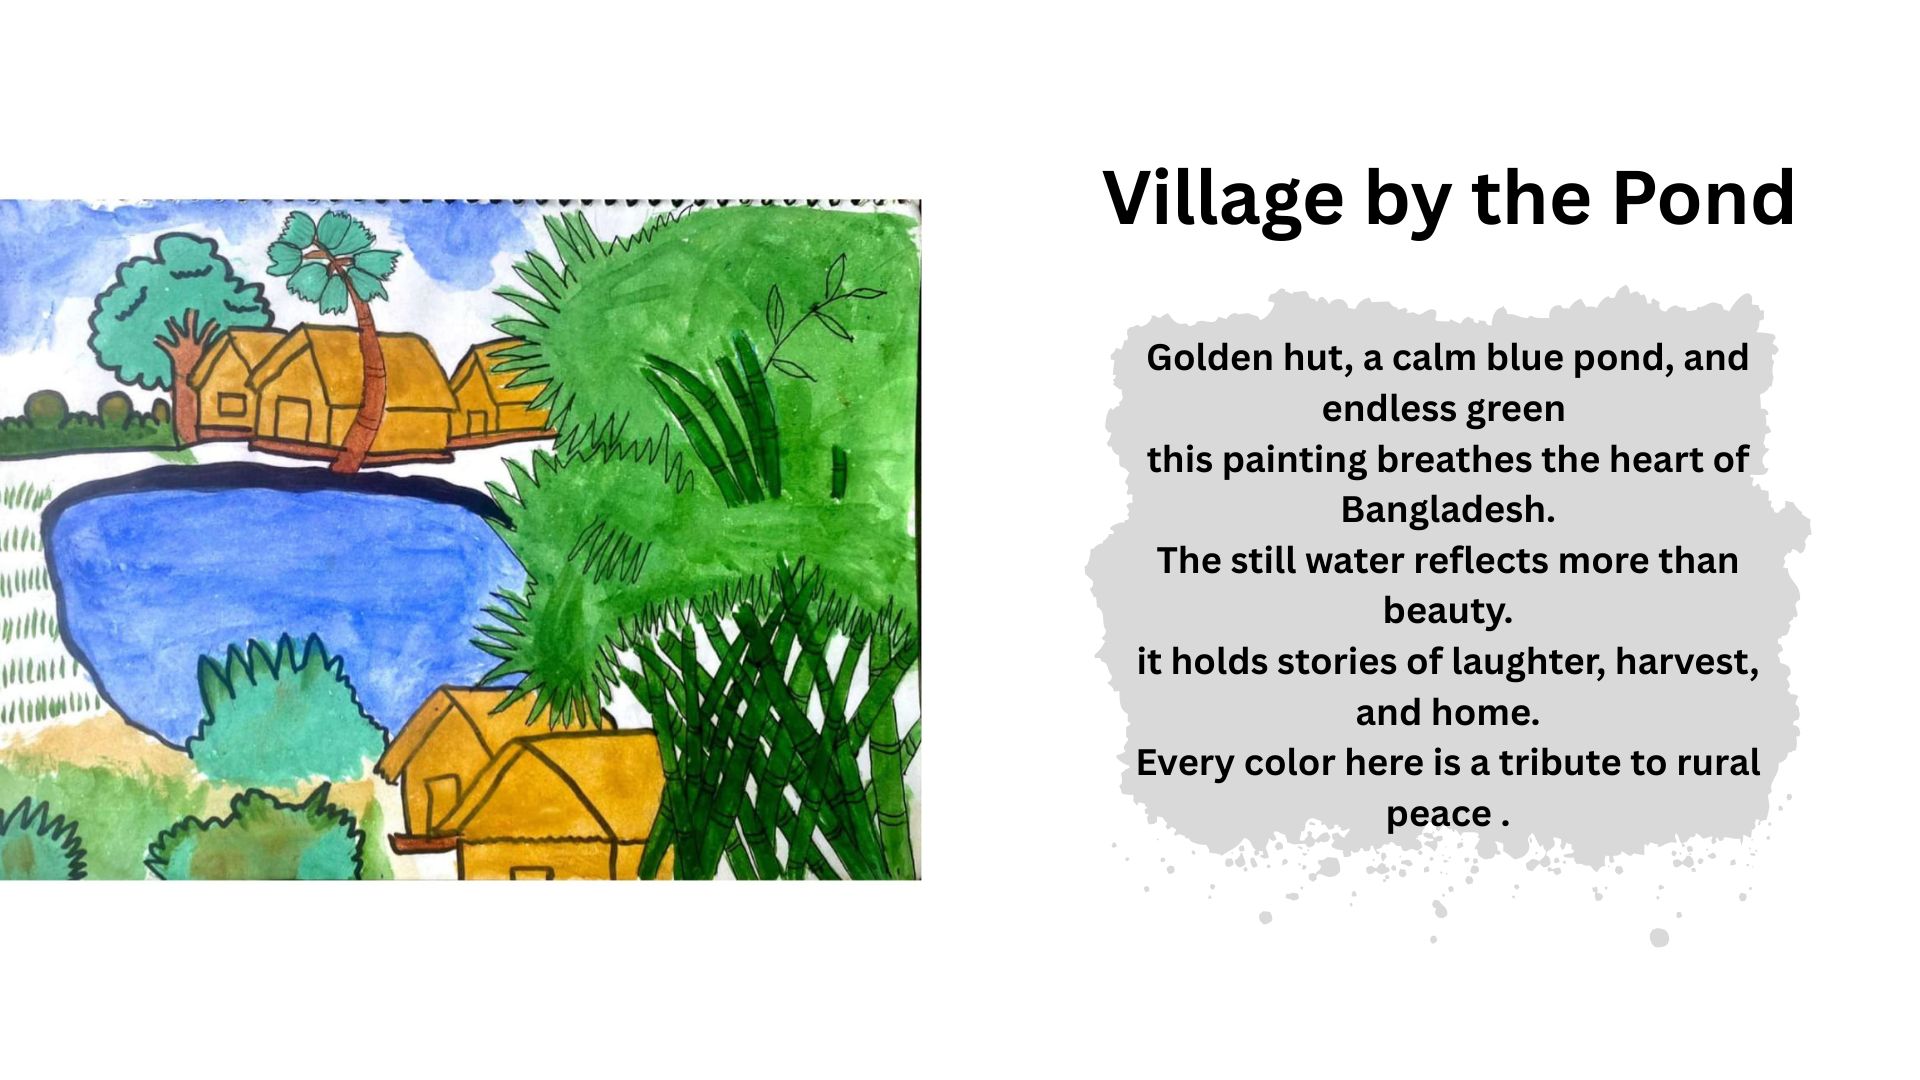 Village by the Pond
Golden hut, a calm blue pond, and
endless green
this painting breathes the heart of
Bangladesh.
The still water reflects more than
beauty.
it holds stories of laughter, harvest,
and home.
Every color here is a tribute to rural
peace .